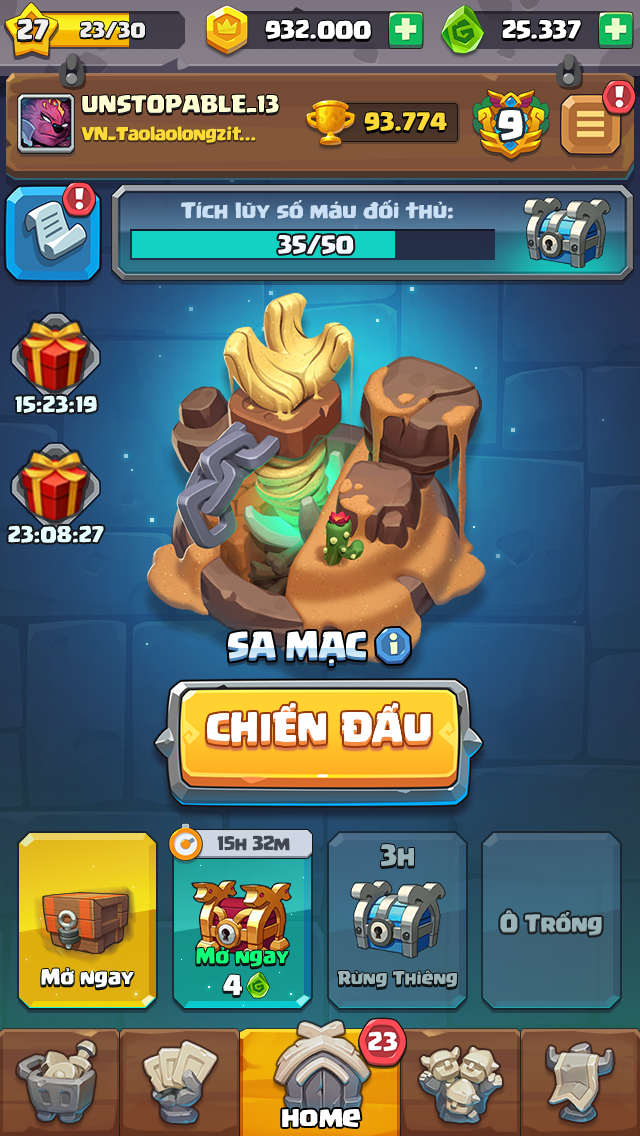 27
23/30
932.000
25.337
UNSTOPABLE_13
VN_Taolaolongzit...
93.774
9
!
!
Tích lũy số máu đối thủ:
35/50
15:23:19
23:08:27
SA MẠC
i
CHIẾN ĐẤU
15H 32M
3H
Mở ngay
Mở ngay
4
Rừng Thiêng
Ô Trống
23
HOME